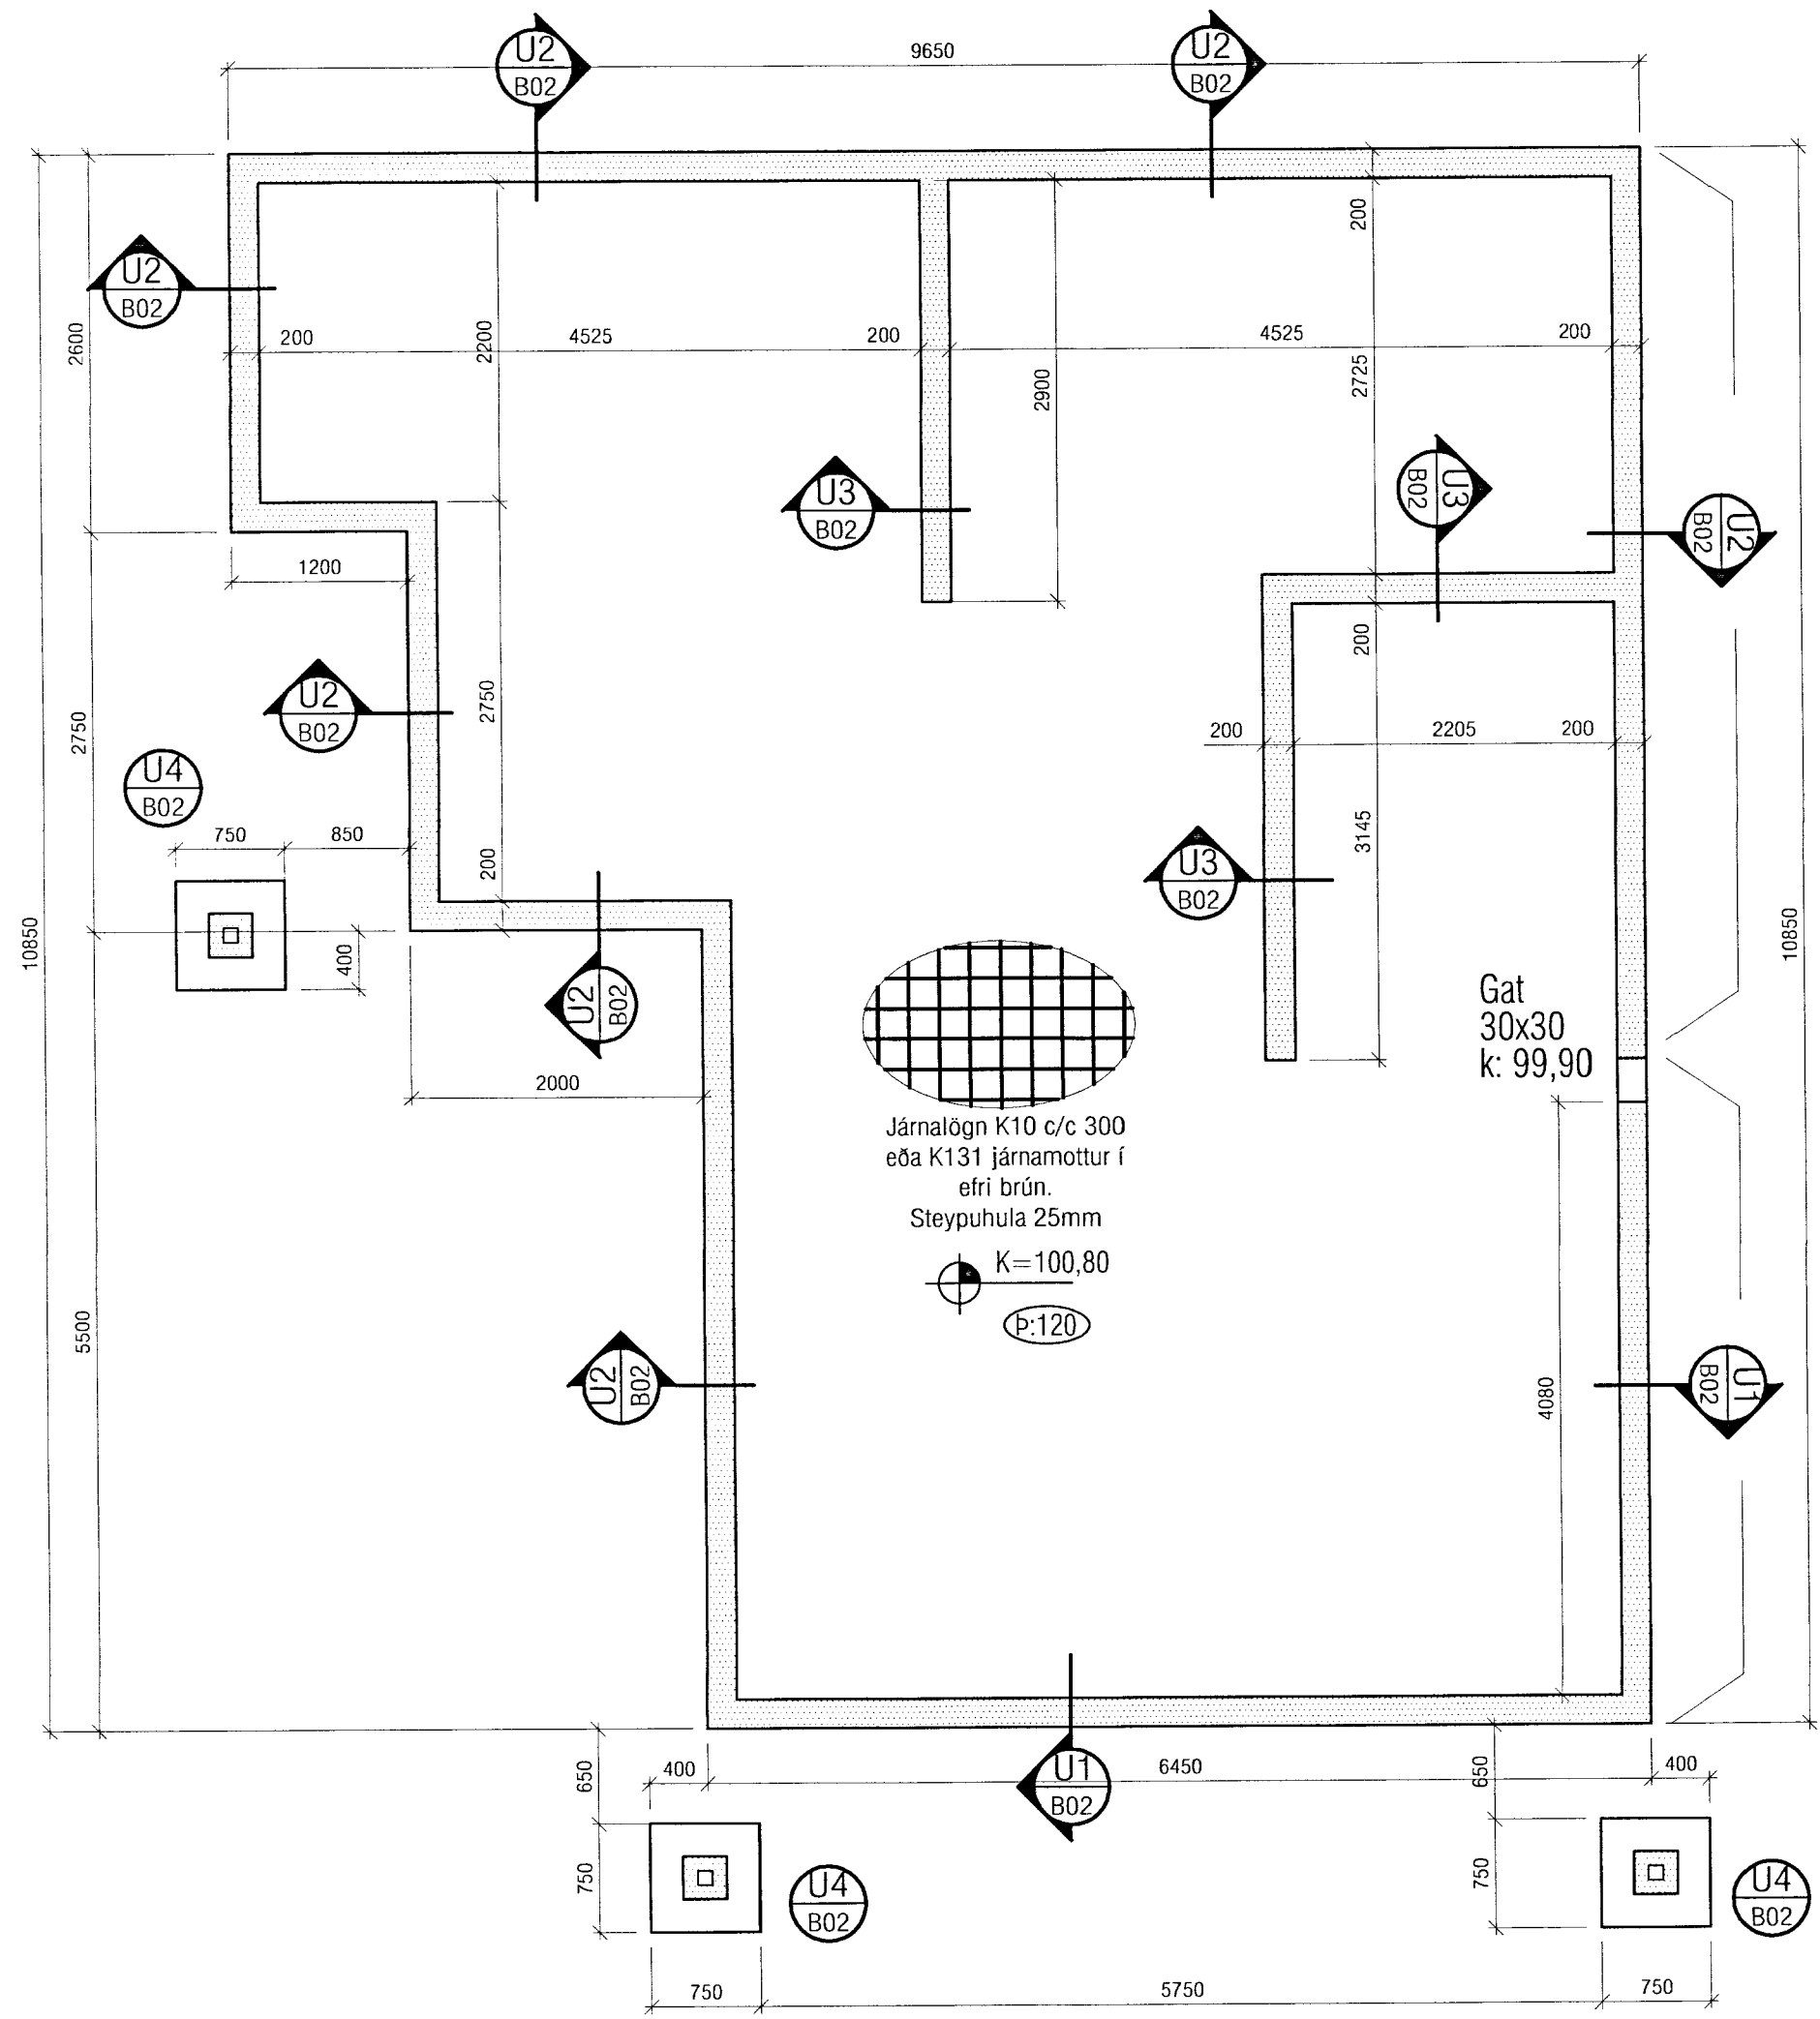 U2
B02
9650
U2
B02
200
U2
B02
2600
200
4525
2200
200
2900
4525
2725
200
U3
B02
U3
B02
U2
B02
1200
200
U2
B02
2750
2750
200
2205
200
U4
B02
750
850
200
U3
B02
3145
10850
10850
400
U2
B02
Gat
30x30
k: 99,90
2000
Járnalögn K10 c/c 300
eða K131 járnamottur í
efri brún.
Steypuhula 25mm
K=100,80
Þ:120
5500
U2
B02
4080
U1
B02
650
400
U1
B02
6450
650
400
750
U4
B02
750
U4
B02
750
5750
750